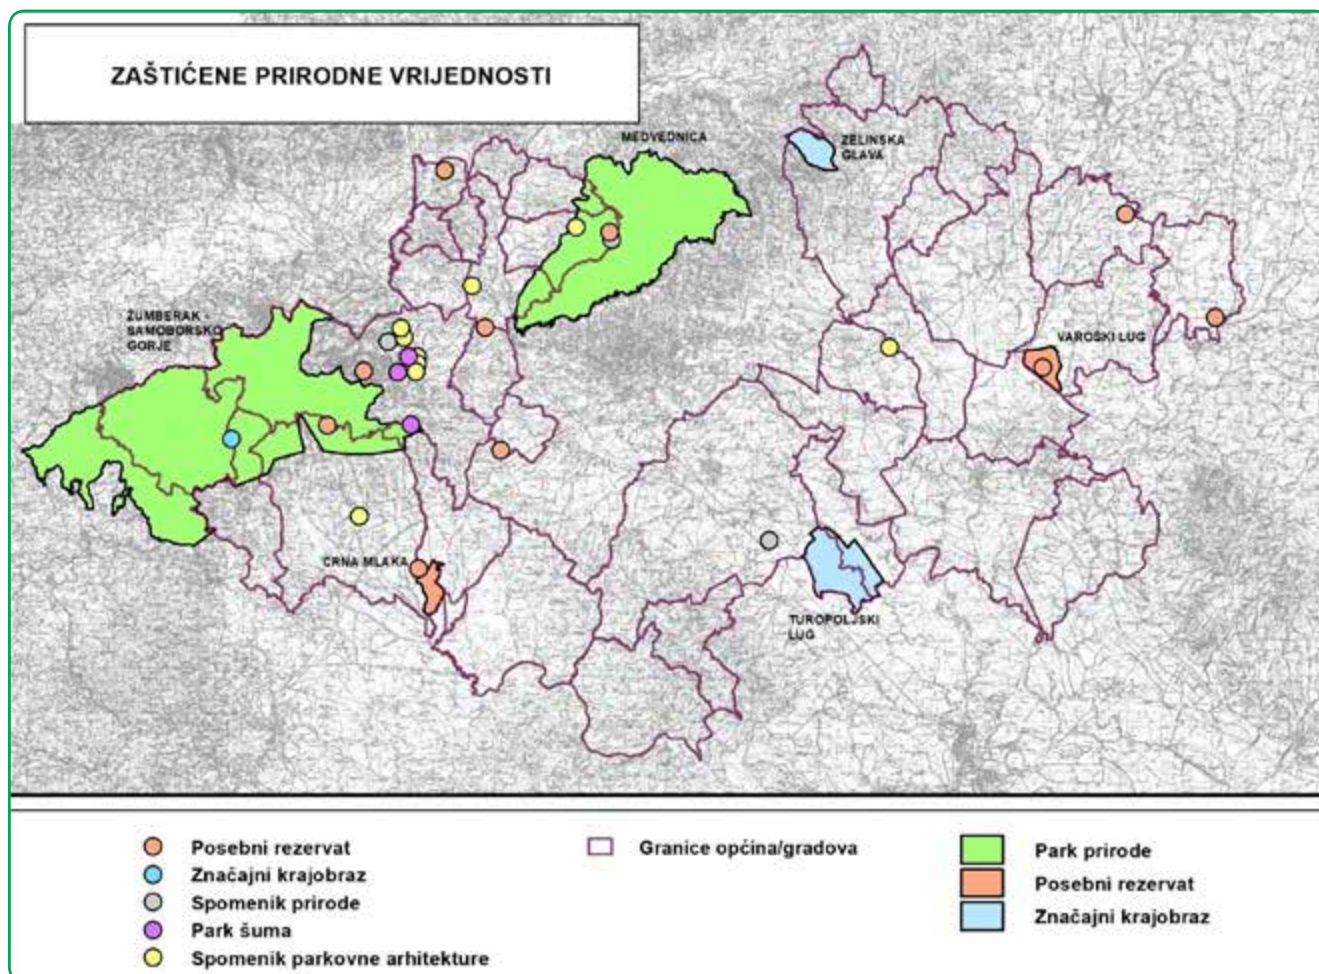 ZAŠTIĆENE PRIRODNE VRIJEDNOSTI
MEDVEDNICA
ZELINSKA
GLAVA
ŽUMBERAK -
SAMOBORSKO
GORJE
VAROŠKI LUG
CRNA MLAKA
TUROPOLJSKI
LUG
Posebni rezervat
Značajni krajobraz
Spomenik prirode
Park šuma
Spomenik parkovne arhitekture
Granice općina/gradova
Park prirode
Posebni rezervat
Značajni krajobraz